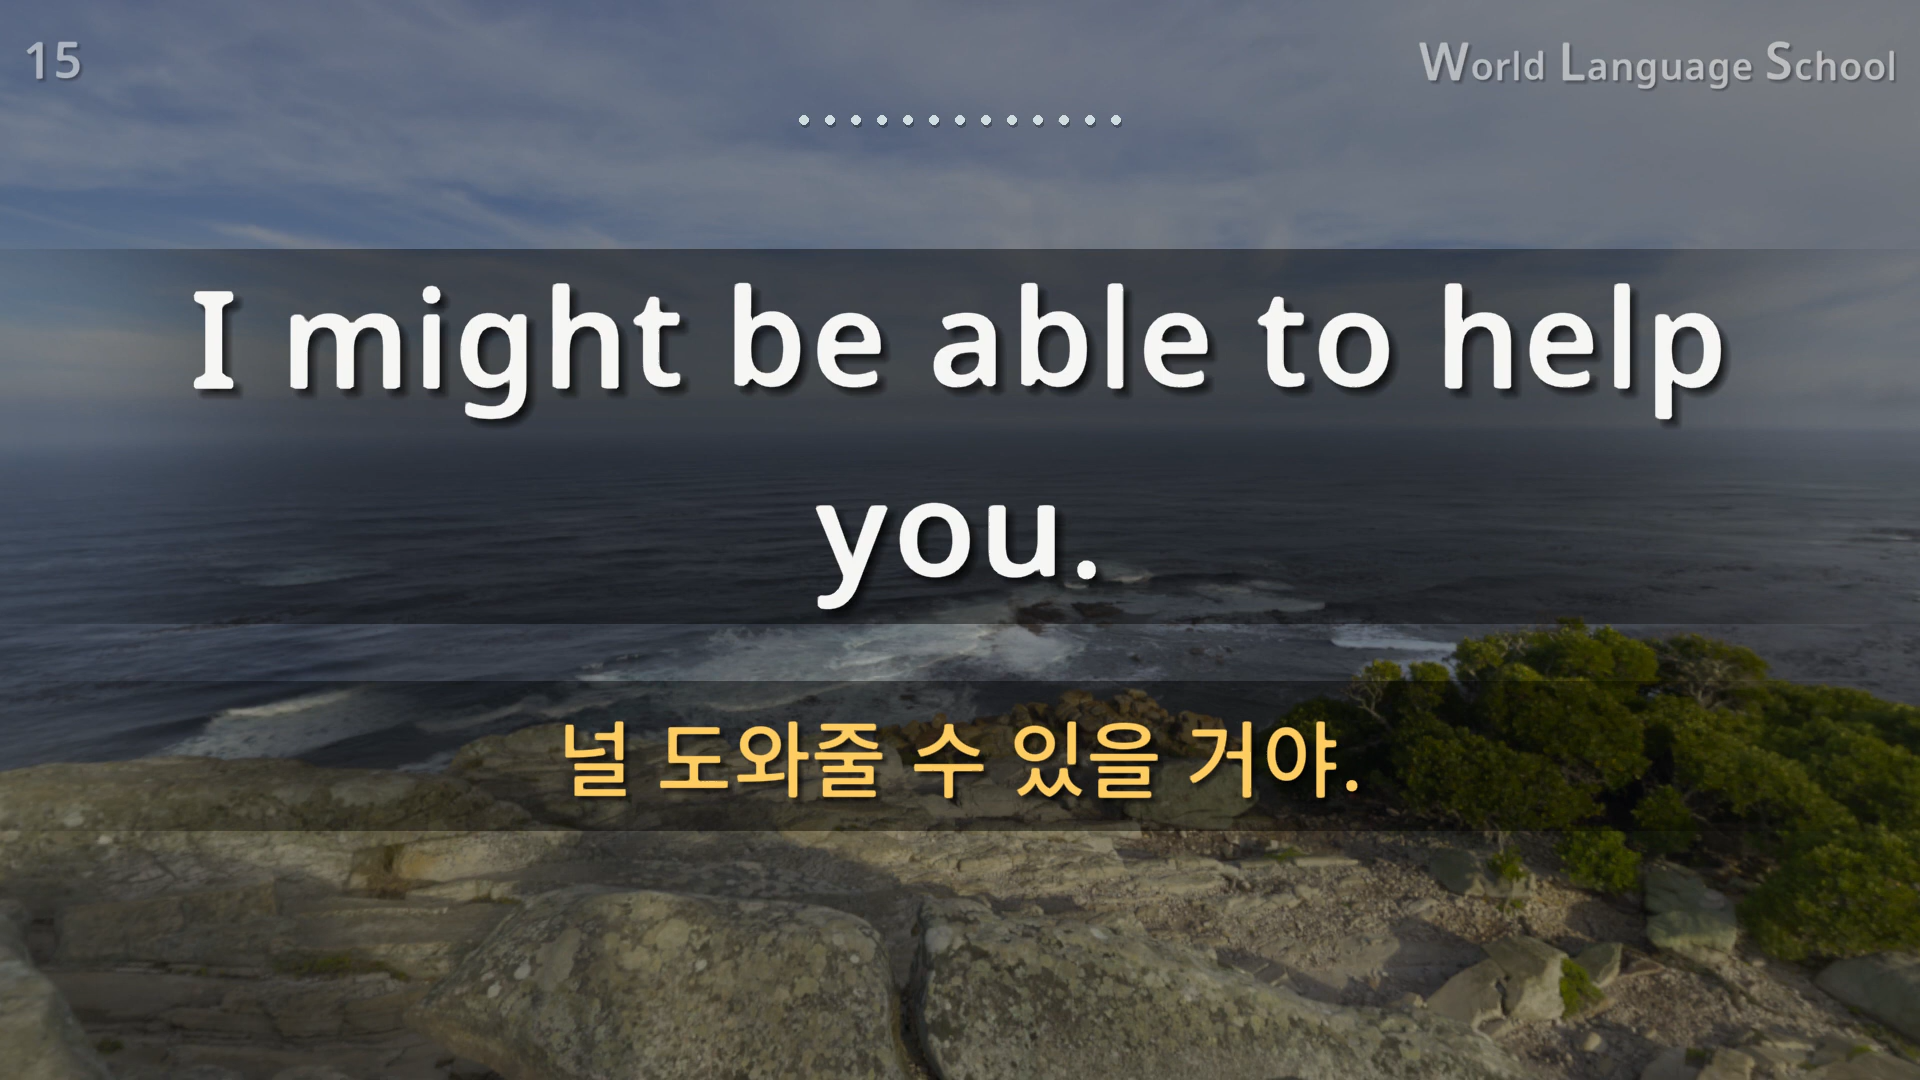 15
World Language School
I might be able to help
you.
널 도와줄 수 있을 거야.